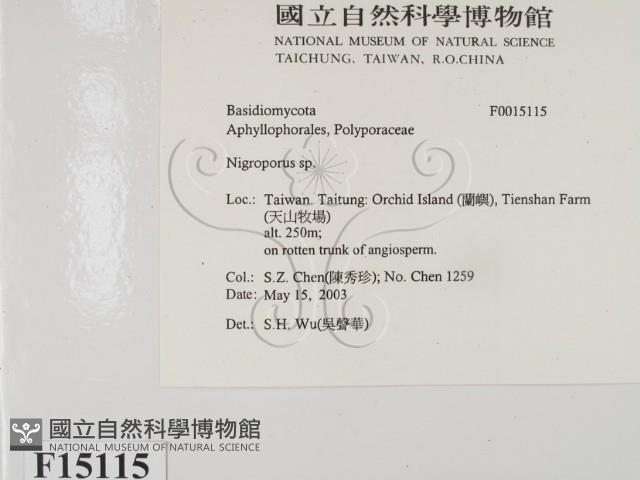 國立自然科學博物館
NATIONAL MUSEUM OF NATURAL SCIENCE
TAICHUNG, TAIWAN, R.O.CHINA
Basidiomycota F0015115
Aphyllophorales, Polyporaceae
Nigroporus sp.
Loc.: Taiwan. Taitung: Orchid Island (蘭嶼), Tienshan Farm
(天山牧場)
alt. 250m;
on rotten trunk of angiosperm.
Col.: S.Z. Chen(陳秀珍); No. Chen 1259
Date: May 15, 2003
Det.: S.H. Wu(吳聲華)
國立自然科學博物館
NATIONAL MUSEUM OF NATURAL SCIENCE
F15115